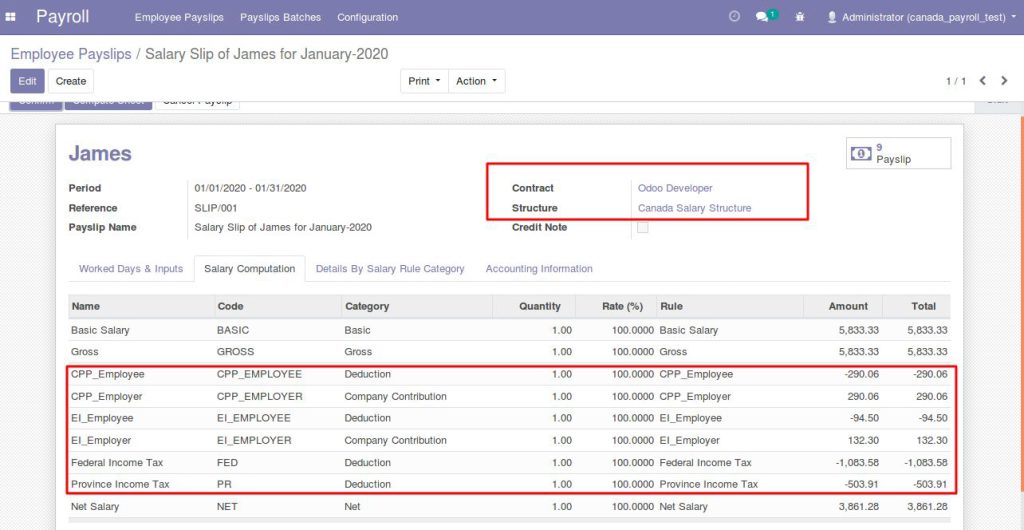 Payroll Employee Payslips Payslips Batches Configuration 1 Administrator (canada_payroll_test)
Employee Payslips / Salary Slip of James for January-2020
Edit Create Print Action 1 / 1
Confirm Compute Sheet Cancel Payslip Draft
James
9
Payslip
Period 01/01/2020 - 01/31/2020 Contract Odoo Developer
Reference SLIP/001 Structure Canada Salary Structure
Payslip Name Salary Slip of James for January-2020 Credit Note
Worked Days & Inputs Salary Computation Details By Salary Rule Category Accounting Information
Name Code Category Quantity Rate (%) Rule Amount Total
Basic Salary BASIC Basic 1.00 100.0000 Basic Salary 5,833.33 5,833.33
Gross GROSS Gross 1.00 100.0000 Gross 5,833.33 5,833.33
CPP_Employee CPP_EMPLOYEE Deduction 1.00 100.0000 CPP_Employee -290.06 -290.06
CPP_Employer CPP_EMPLOYER Company Contribution 1.00 100.0000 CPP_Employer 290.06 290.06
EI_Employee EI_EMPLOYEE Deduction 1.00 100.0000 EI_Employee -94.50 -94.50
EI_Employer EI_EMPLOYER Company Contribution 1.00 100.0000 EI_Employer 132.30 132.30
Federal Income Tax FED Deduction 1.00 100.0000 Federal Income Tax -1,083.58 -1,083.58
Province Income Tax PR Deduction 1.00 100.0000 Province Income Tax -503.91 -503.91
Net Salary NET Net 1.00 100.0000 Net Salary 3,861.28 3,861.28